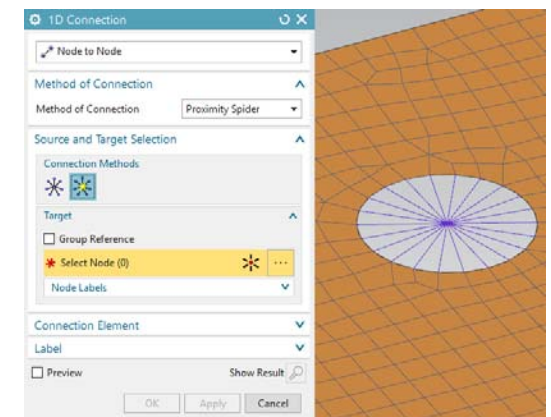 1D Connection
Node to Node
Method of Connection
Method of Connection Proximity Spider
Source and Target Selection
Connection Methods
Target
Group Reference
* Select Node (0)
Node Labels
Connection Element
Label
Preview Show Result
OK Apply Cancel